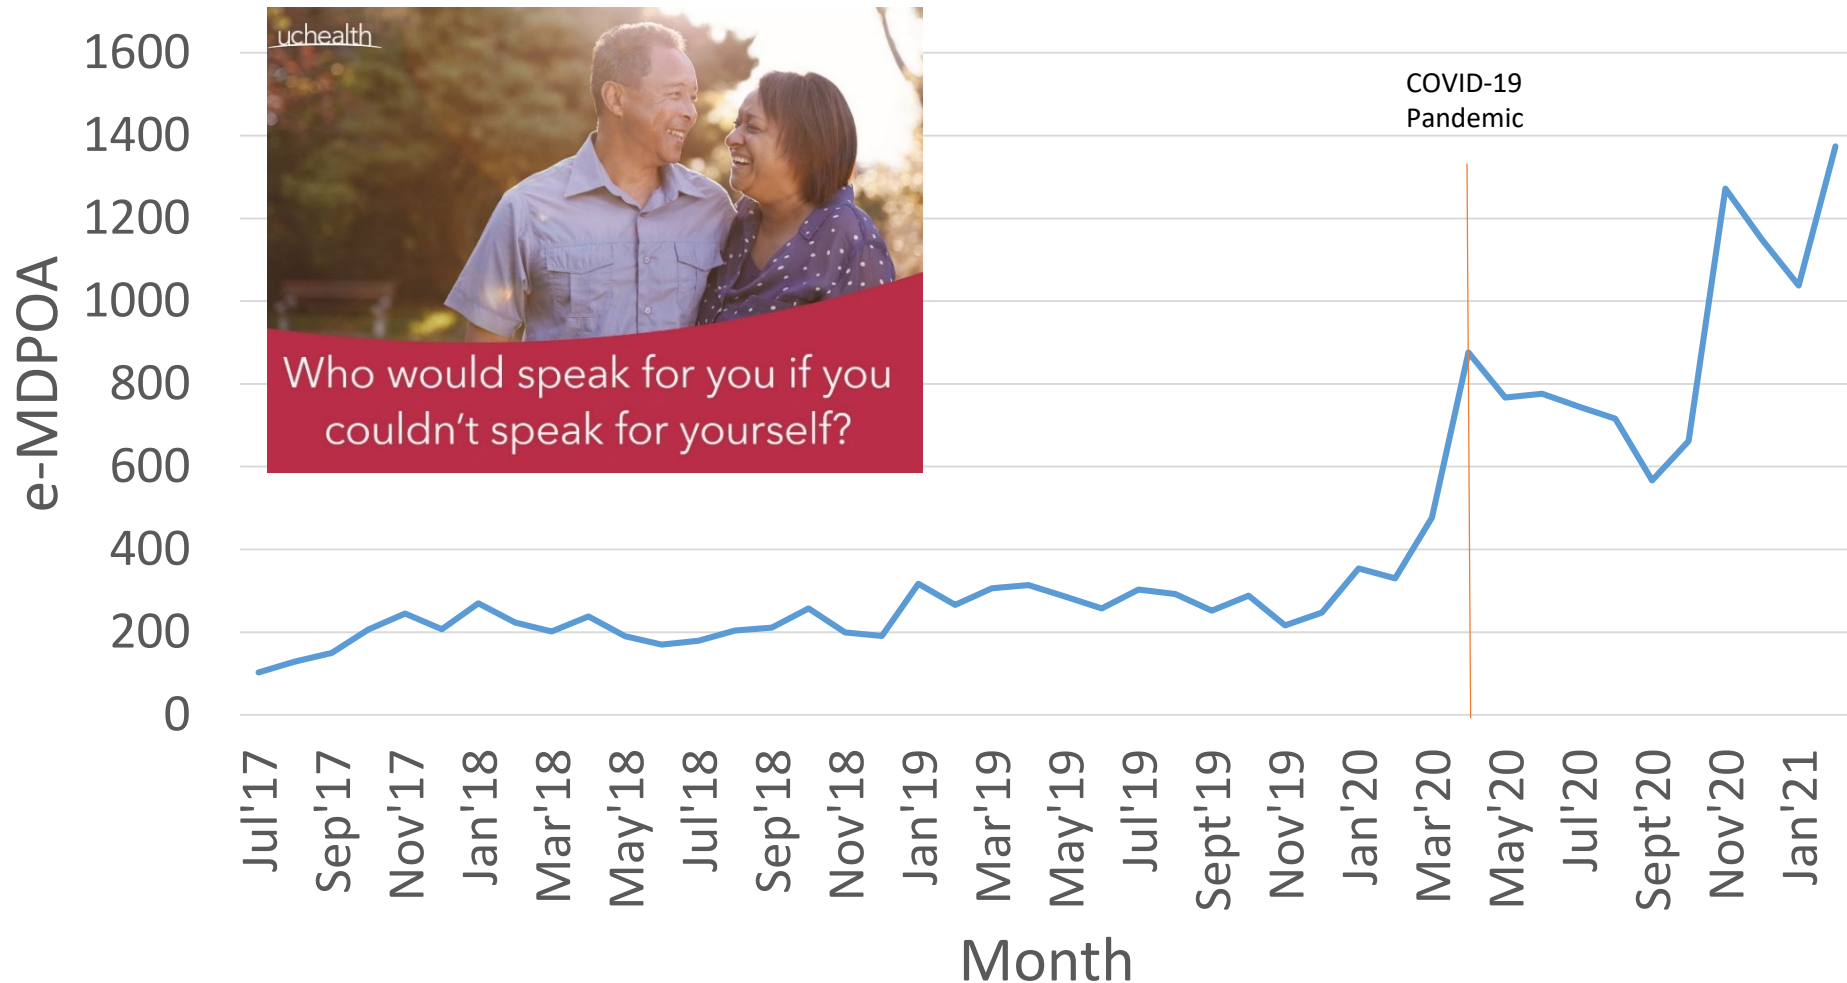 uchealth
Who would speak for you if you
couldn't speak for yourself?
COVID-19
Pandemic
e-MDPOA
1600
1400
1200
1000
800
600
400
200
0
Jul'17
Sep'17
Nov'17
Jan'18
Mar'18
May'18
Jul'18
Sep'18
Nov'18
Jan'19
Mar'19
May'19
Jul'19
Sept'19
Nov'19
Jan'20
Mar'20
May'20
Jul'20
Sept'20
Nov'20
Jan'21
Month